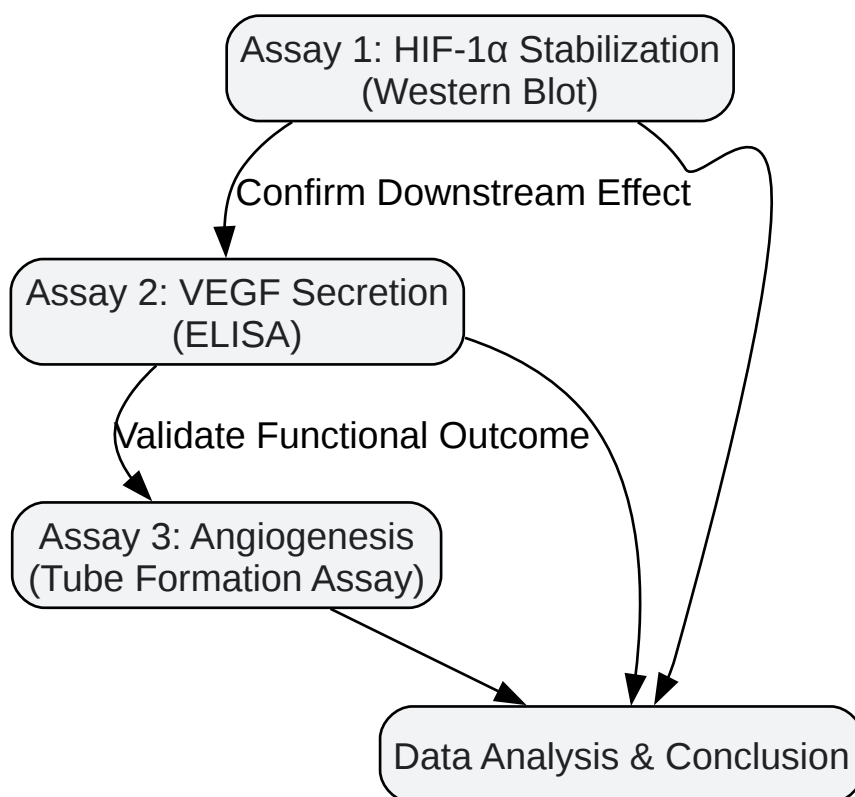 Assay 1: HIF-1α Stabilization
(Western Blot)
Confirm Downstream Effect
Assay 2: VEGF Secretion
(ELISA)
Validate Functional Outcome
Assay 3: Angiogenesis
(Tube Formation Assay)
Data Analysis & Conclusion